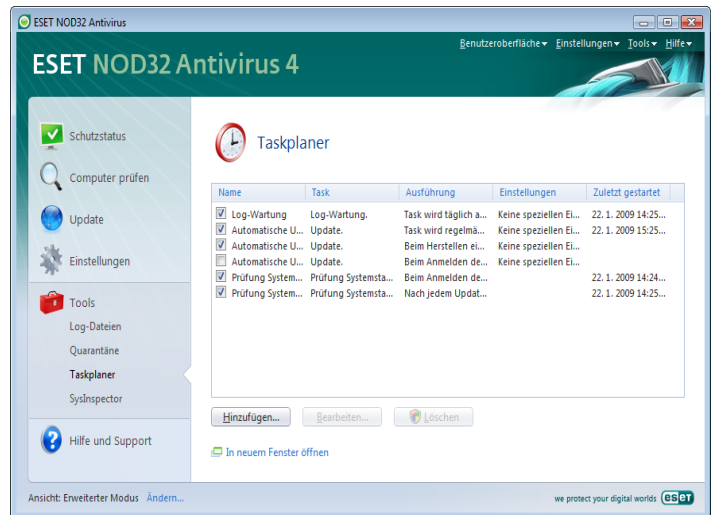 ESET NOD32 Antivirus
Benutzeroberfläche Einstellungen Tools Hilfe
ESET NOD32 Antivirus 4
Schutzstatus
Computer prüfen
Update
Einstellungen
Tools
Log-Dateien
Quarantäne
Taskplaner
SysInspector
Hilfe und Support
Taskplaner
Name Task Ausführung Einstellungen Zuletzt gestartet
Log-Wartung Log-Wartung. Task wird täglich a... Keine speziellen Ei... 22. 1. 2009 14:25...
Automatische U... Update. Task wird regelmä... Keine speziellen Ei... 22. 1. 2009 15:25...
Automatische U... Update. Beim Herstellen ei... Keine speziellen Ei...
Automatische U... Update. Beim Anmelden de... Keine speziellen Ei...
Prüfung System... Prüfung Systemsta... Beim Anmelden de... 22. 1. 2009 14:24...
Prüfung System... Prüfung Systemsta... Nach jedem Updat... 22. 1. 2009 14:25...
Hinzufügen... Bearbeiten... Löschen
In neuem Fenster öffnen
Ansicht: Erweiterter Modus Ändern...
we protect your digital worlds eset